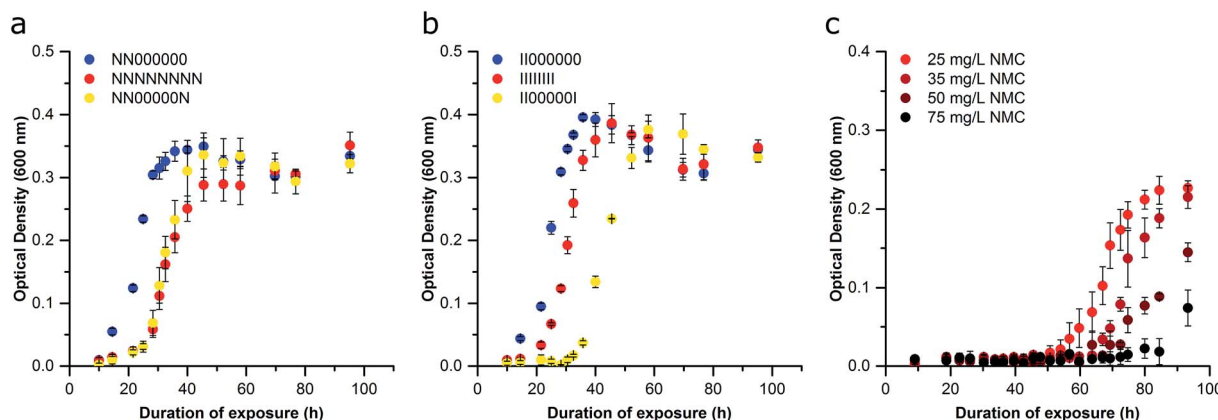 a
NN000000
NNNNNNNN
NN00000N
Optical Density (600 nm)
0.5
0.4
0.3
0.2
0.1
0.0
0 20 40 60 80 100
Duration of exposure (h)
b
II000000
IIIIIIII
II00000I
Optical Density (600 nm)
0.5
0.4
0.3
0.2
0.1
0.0
0 20 40 60 80 100
Duration of exposure (h)
c
25 mg/L NMC
35 mg/L NMC
50 mg/L NMC
75 mg/L NMC
Optical Density (600 nm)
0.4
0.3
0.2
0.1
0.0
0 20 40 60 80 100
Duration of exposure (h)